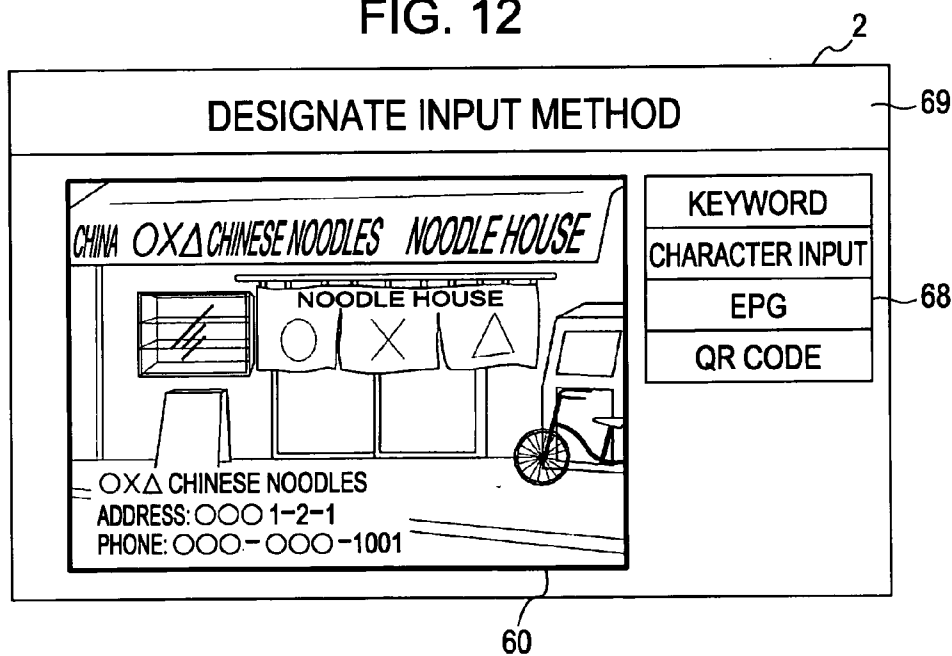 FIG. 12
2
DESIGNATE INPUT METHOD
69
CHINA ○×△ CHINESE NOODLES NOODLE HOUSE
NOODLE HOUSE
○ × △
○×△ CHINESE NOODLES
ADDRESS: ○○○ 1-2-1
PHONE: ○○○-○○○-1001
KEYWORD
CHARACTER INPUT
EPG
QR CODE
68
60